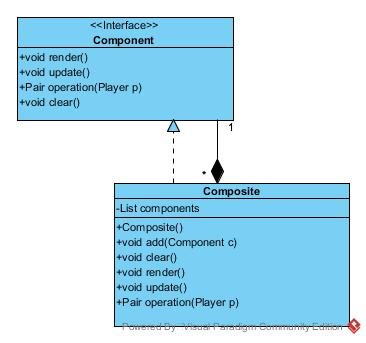 <<Interface>>
Component
+void render()
+void update()
+Pair operation(Player p)
+void clear()
1
*
Composite
-List components
+Composite()
+void add(Component c)
+void clear()
+void render()
+void update()
+Pair operation(Player p)
Powered By Visual Paradigm Community Edition